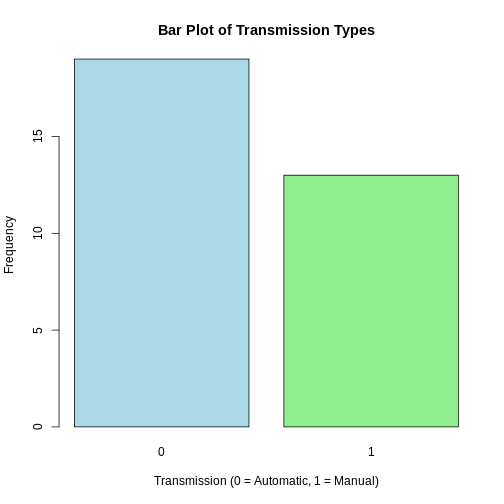 Bar Plot of Transmission Types
Frequency
15
10
5
0
0 1
Transmission (0 = Automatic, 1 = Manual)